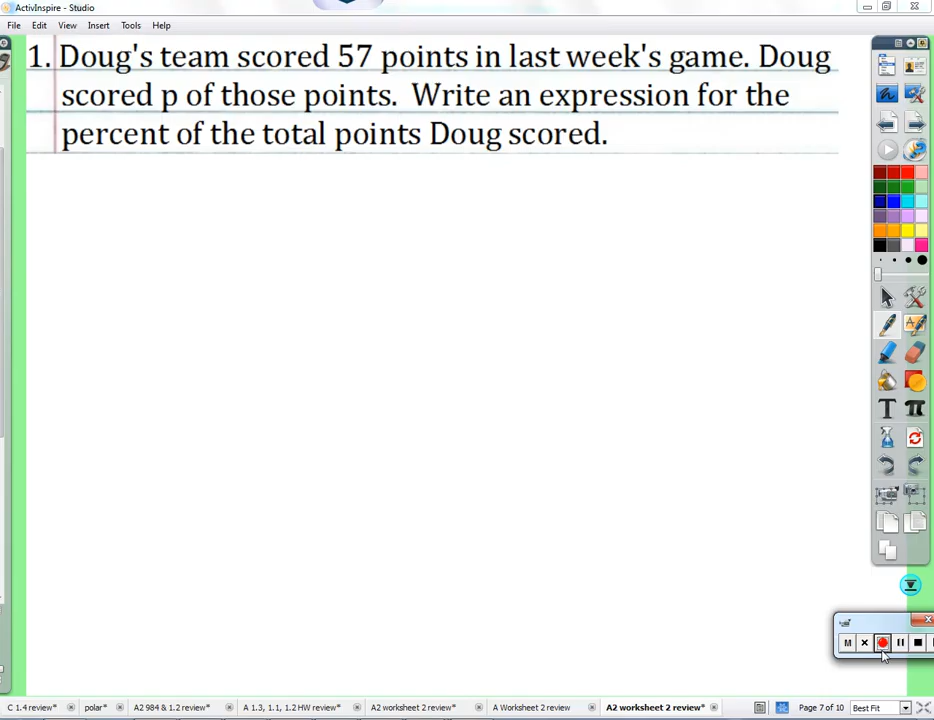 ActivInspire - Studio
File Edit View Insert Tools Help
1. Doug's team scored 57 points in last week's game. Doug
scored p of those points. Write an expression for the
percent of the total points Doug scored.
M
C 1.4 review* polar* A2 984 & 1.2 review* A 1.3, 1.1, 1.2 HW review* A2 worksheet 2 review* A Worksheet 2 review A2 worksheet 2 review* Page 7 of 10 Best Fit